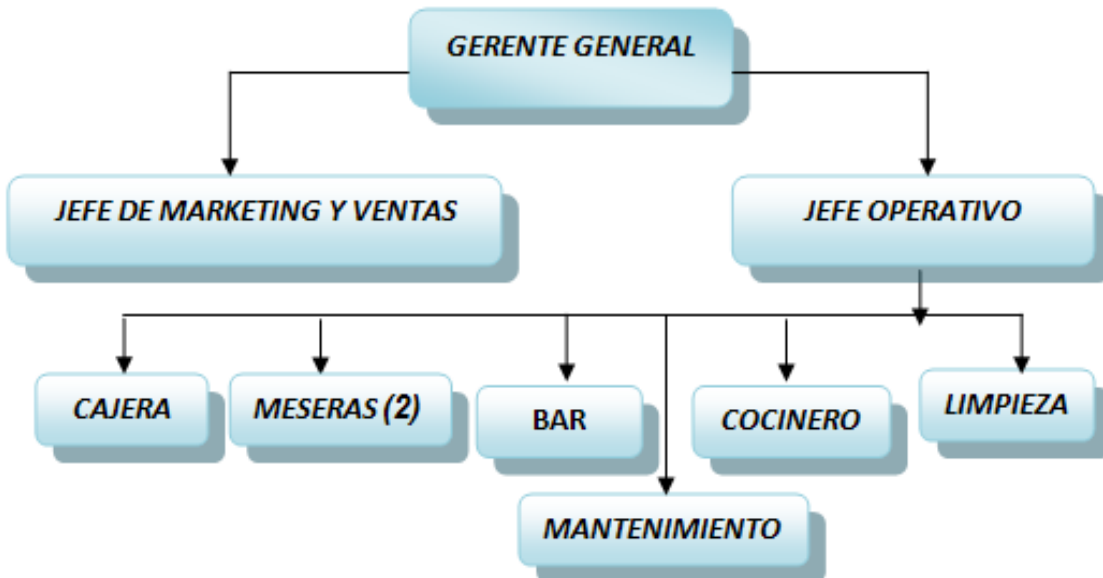 GERENTE GENERAL
JEFE DE MARKETING Y VENTAS
JEFE OPERATIVO
CAJERA
MESERAS (2)
BAR
COCINERO
LIMPIEZA
MANTENIMIENTO